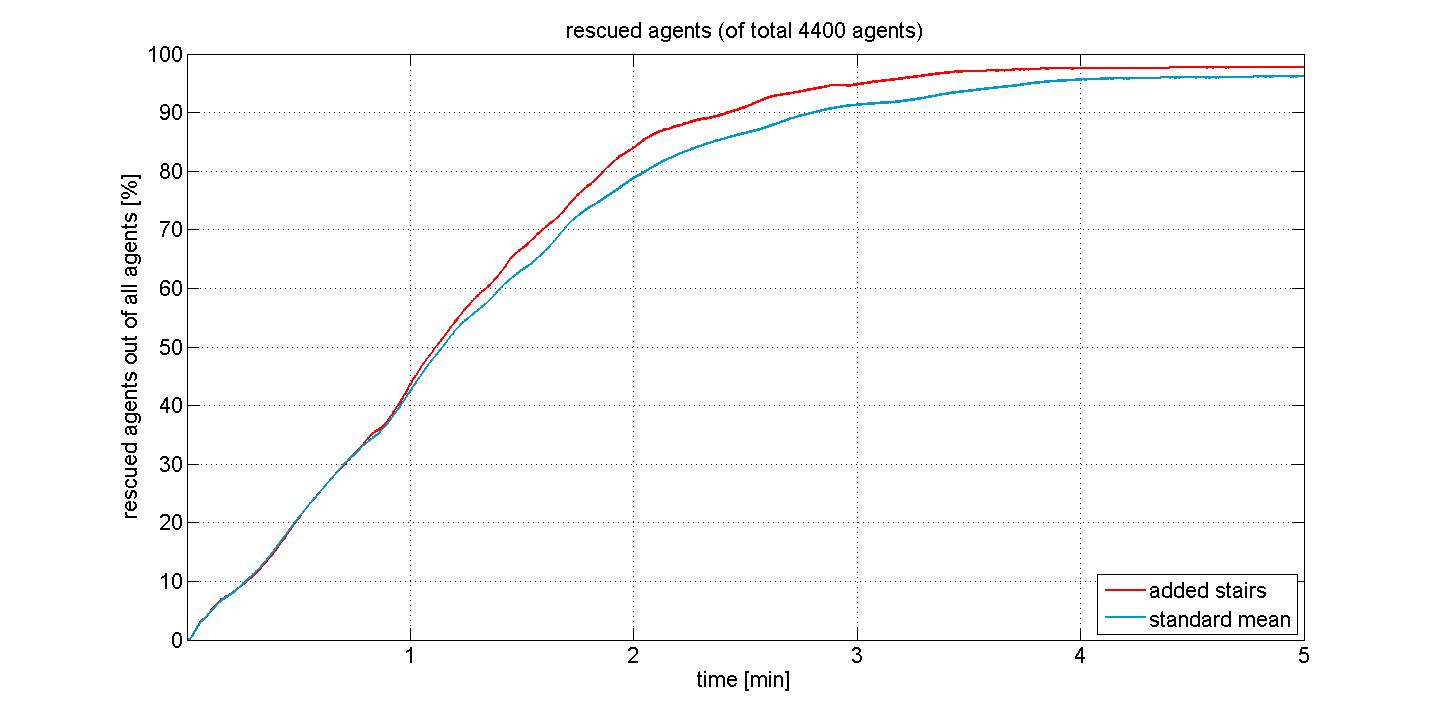 rescued agents (of total 4400 agents)
rescued agents out of all agents [%]
100
90
80
70
60
50
40
30
20
10
0
1 2 3 4 5
time [min]
added stairs
standard mean